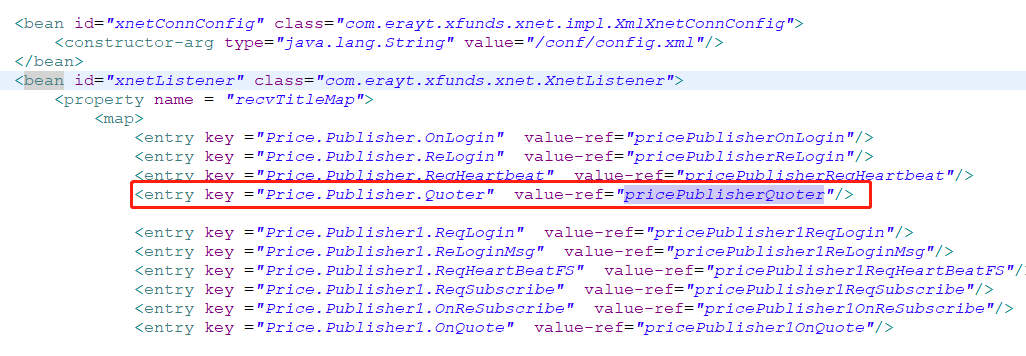 <bean id="xnetConnConfig" class="com.erayt.xfunds.xnet.impl.XmlXnetConnConfig">
<constructor-arg type="java.lang.String" value="/conf/config.xml"/>
</bean>
<bean id="xnetListener" class="com.erayt.xfunds.xnet.XnetListener">
<property name = "recvTitleMap">
<map>
<entry key ="Price.Publisher.OnLogin" value-ref="pricePublisherOnLogin"/>
<entry key ="Price.Publisher.ReLogin" value-ref="pricePublisherReLogin"/>
<entry key ="Price.Publisher.ReqHeartbeat" value-ref="pricePublisherReqHeartbeat"/>
<entry key ="Price.Publisher.Quoter" value-ref="pricePublisherQuoter"/>
<entry key ="Price.Publisher1.ReqLogin" value-ref="pricePublisher1ReqLogin"/>
<entry key ="Price.Publisher1.ReLoginMsg" value-ref="pricePublisher1ReLoginMsg"/>
<entry key ="Price.Publisher1.ReqHeartBeatFS" value-ref="pricePublisher1ReqHeartBeatFS"/
<entry key ="Price.Publisher1.ReqSubscribe" value-ref="pricePublisher1ReqSubscribe"/>
<entry key ="Price.Publisher1.OnReSubscribe" value-ref="pricePublisher1OnReSubscribe"/>
<entry key ="Price.Publisher1.OnQuote" value-ref="pricePublisher1OnQuote"/>